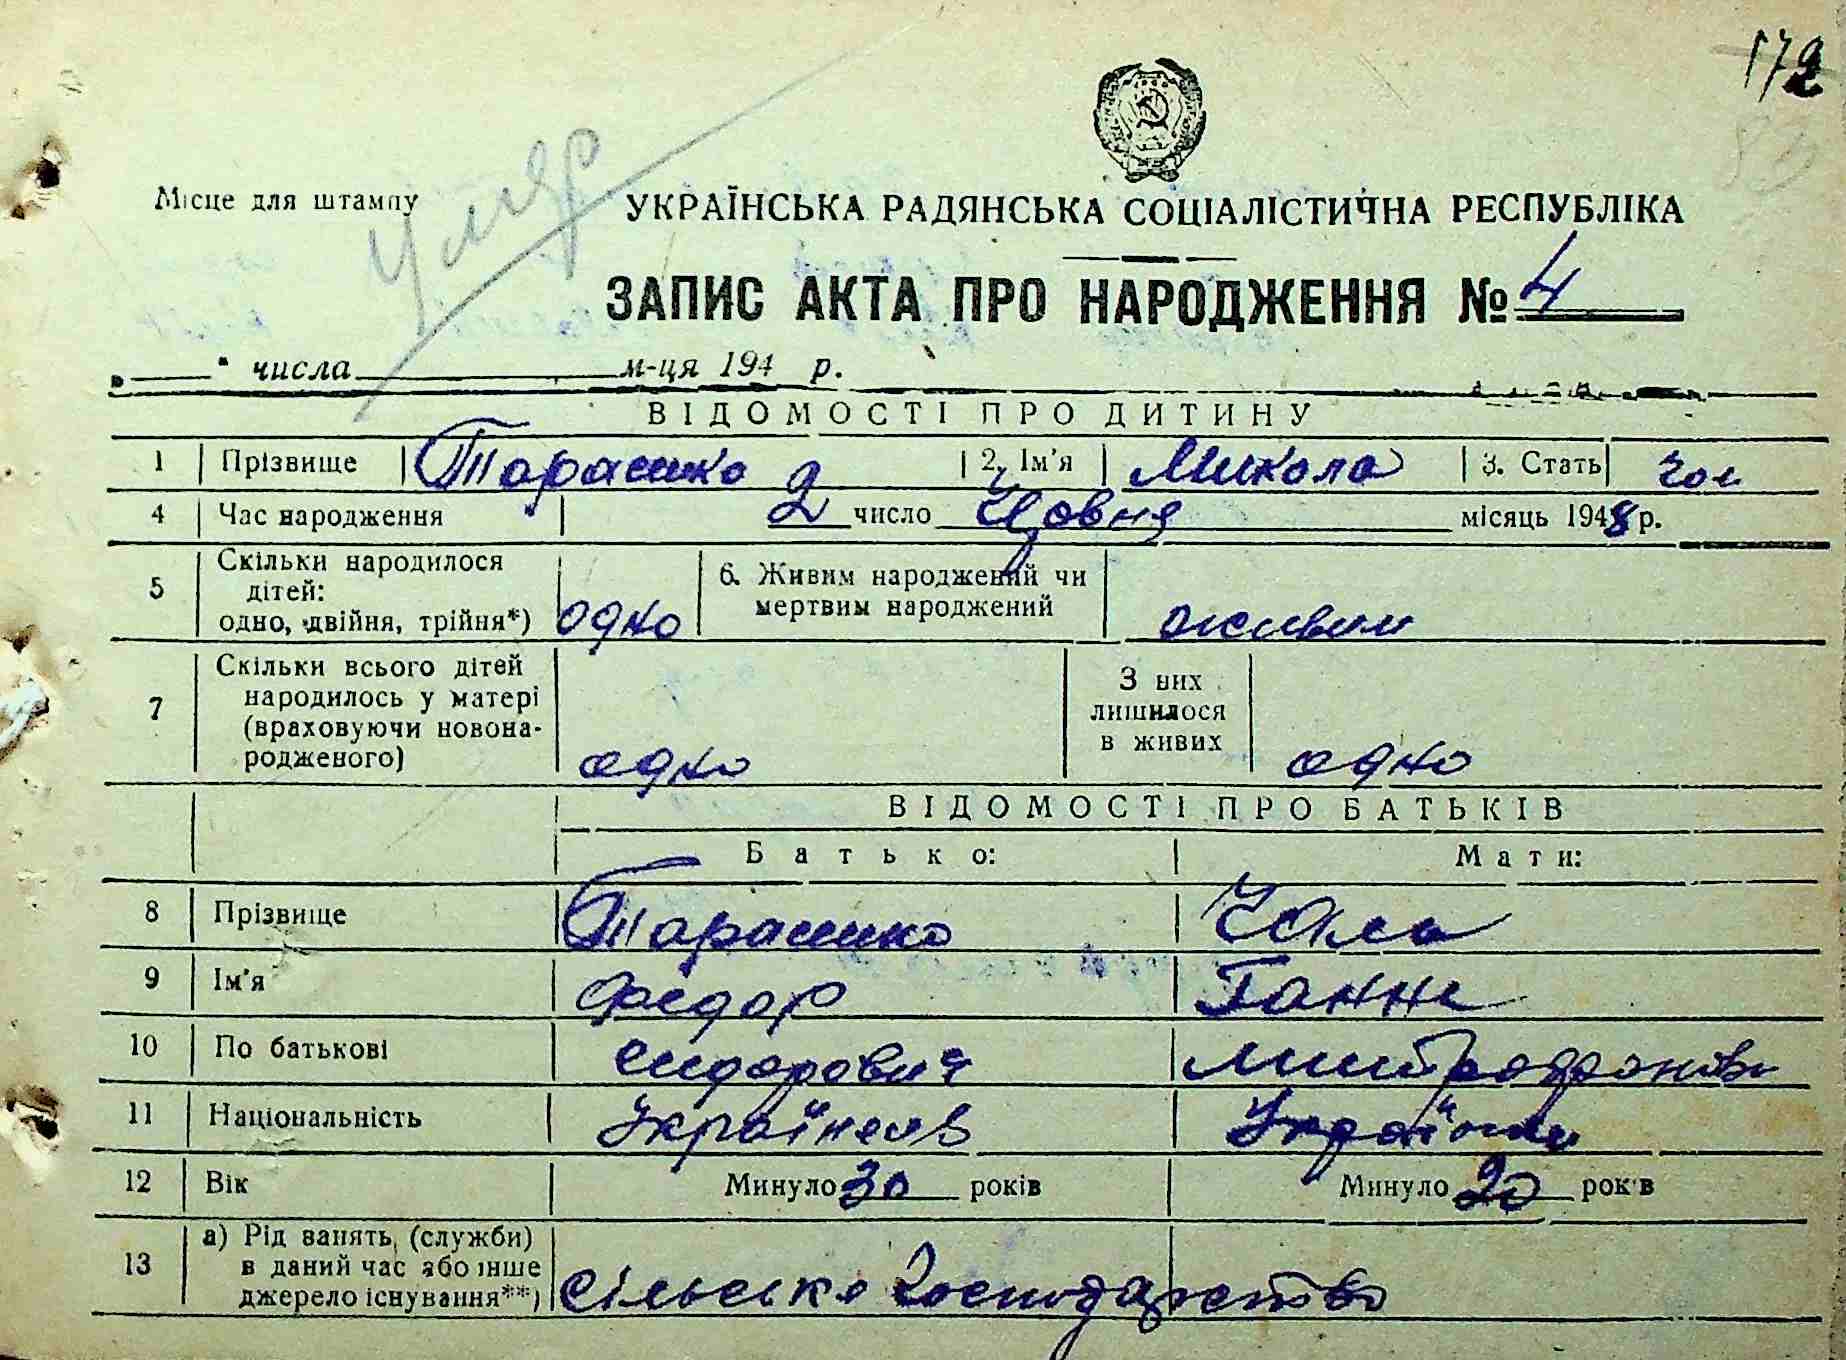 172
Місце для штампу
Умер
УКРАЇНСЬКА РАДЯНСЬКА СОЦІАЛІСТИЧНА РЕСПУБЛІКА
ЗАПИС АКТА ПРО НАРОДЖЕННЯ № 4
„ “ числа м-ця 194 р.
ВІДОМОСТІ ПРО ДИТИНУ
1 Прізвище Тарасико 2. Ім'я Микола 3. Стать чол
4 Час народження 2 число місяць 1948 р.
5 Скільки народилося дітей: одно, двійня, трійня*) одно 6. Живим народжений чи мертвим народжений живим
7 Скільки всього дітей народилось у матері (враховуючи новонародженого) одно З них лишилося в живих одно
ВІДОМОСТІ ПРО БАТЬКІВ
Батько: Мати:
8 Прізвище Тарасико
9 Ім'я Федор Ганна
10 По батькові Сидорович Митрофанов
11 Національність Українець Українка
12 Вік Минуло 30 років Минуло 20 років
13 а) Рід занять (служби) в даний час або інше джерело існування**) сільське господарство